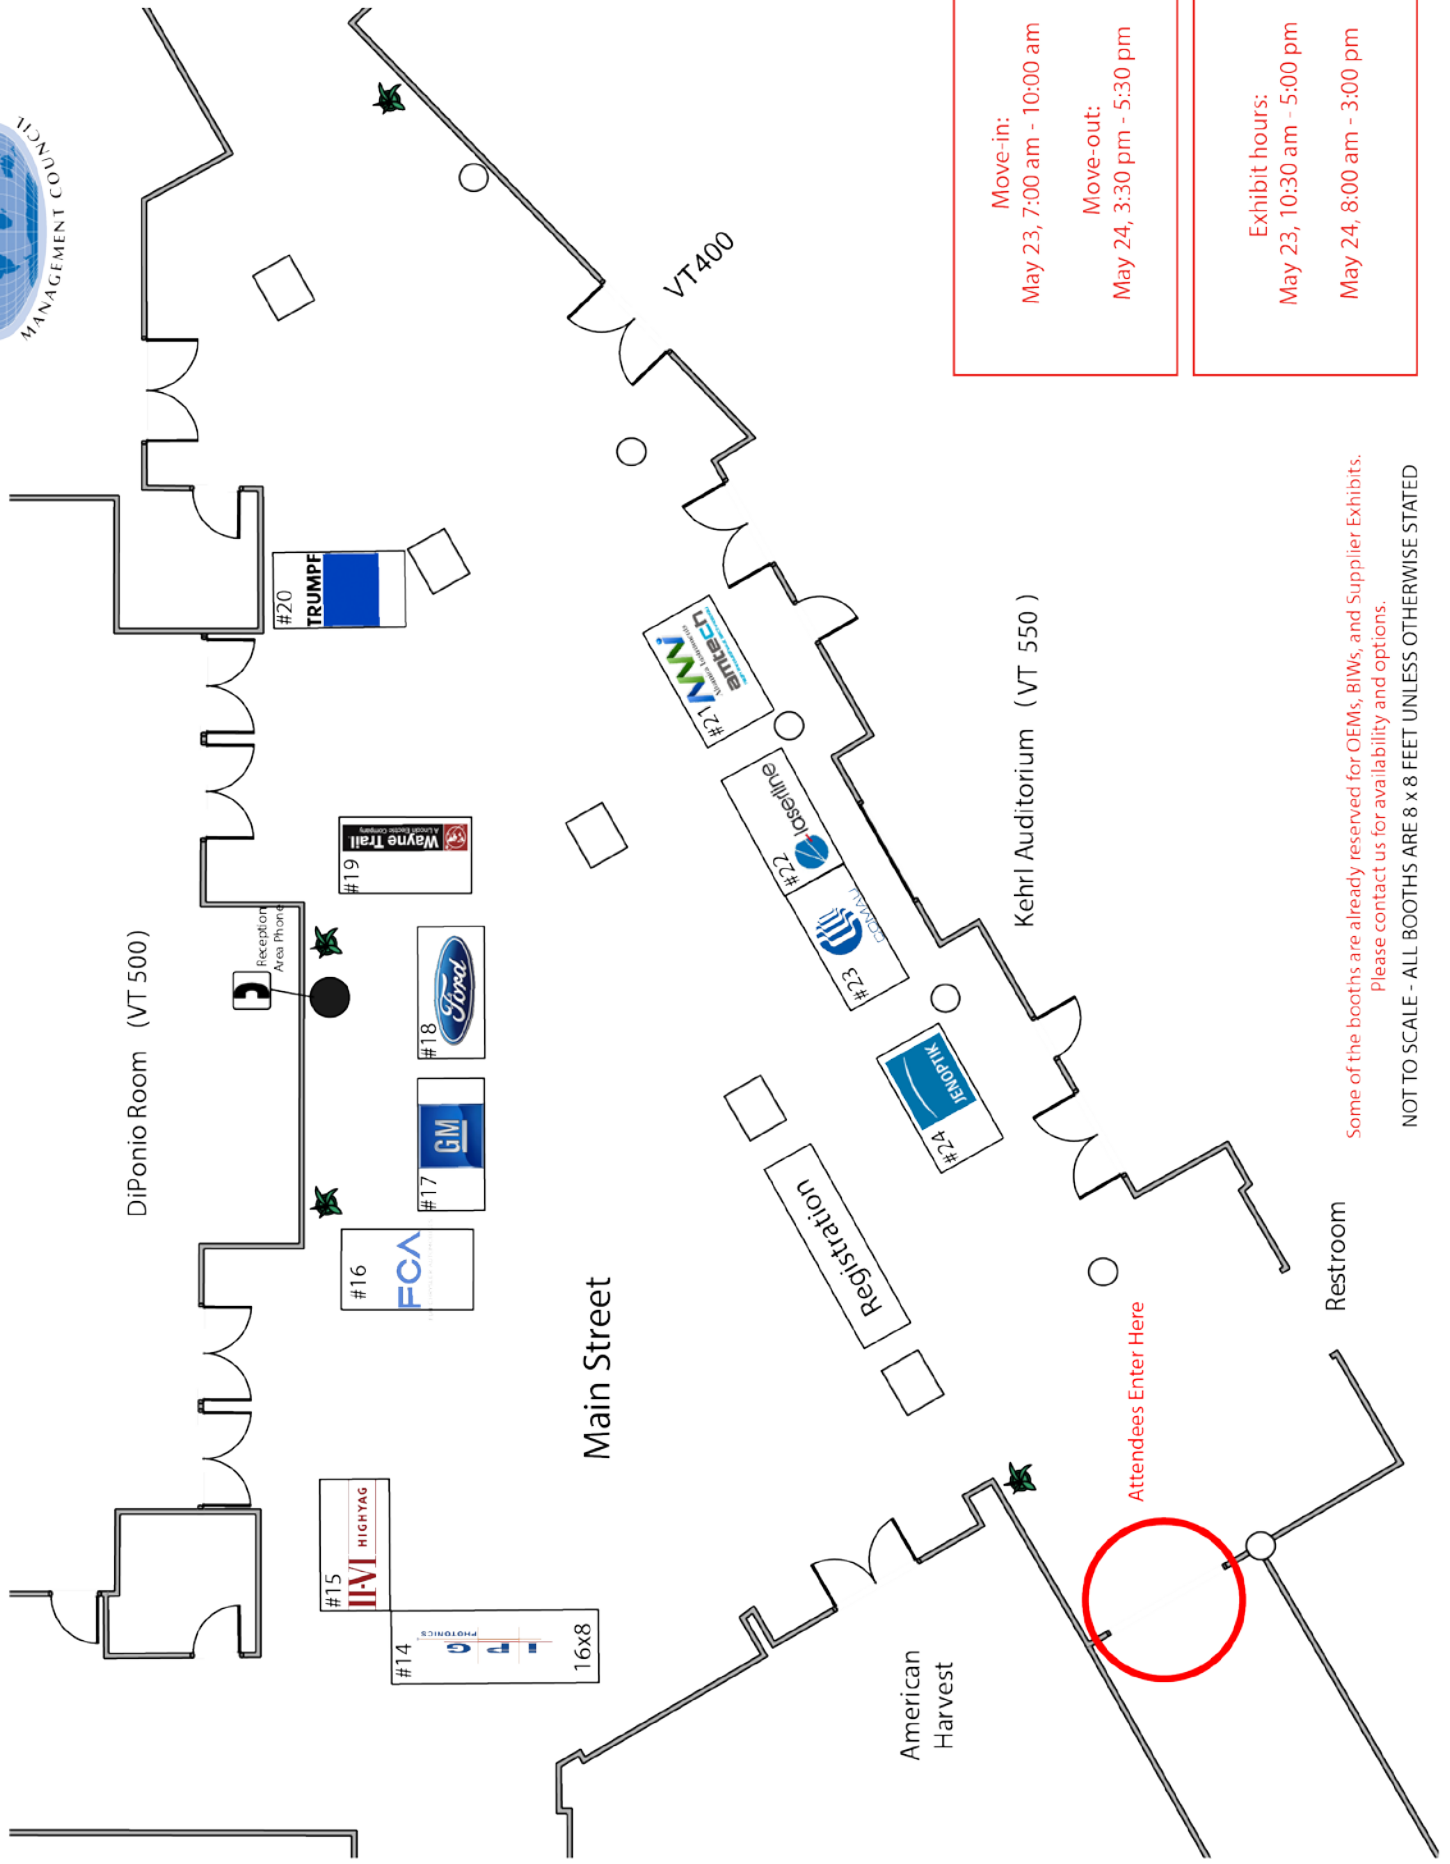 MANAGEMENT COUNCIL
Move-in:
May 23, 7:00 am - 10:00 am
Move-out:
May 24, 3:30 pm - 5:30 pm
Exhibit hours:
May 23, 10:30 am - 5:00 pm
May 24, 8:00 am - 3:00 pm
VT400
DiPonio Room (VT 500)
Reception
Area Phone
#20
TRUMPF
#19
Wayne Trail
A Lincoln Electric Company
#18
Ford
#17
GM
#16
FCA
#15
II-VI HIGHYAG
#14
IPG
PHOTONICS
16x8
Main Street
#21
amtech
#22
laserline
#23
COMAU
#24
JENOPTIK
Registration
Kehrl Auditorium (VT 550 )
Restroom
Attendees Enter Here
American
Harvest
Some of the booths are already reserved for OEMs, BIWs, and Supplier Exhibits.
Please contact us for availability and options.
NOT TO SCALE - ALL BOOTHS ARE 8 x 8 FEET UNLESS OTHERWISE STATED